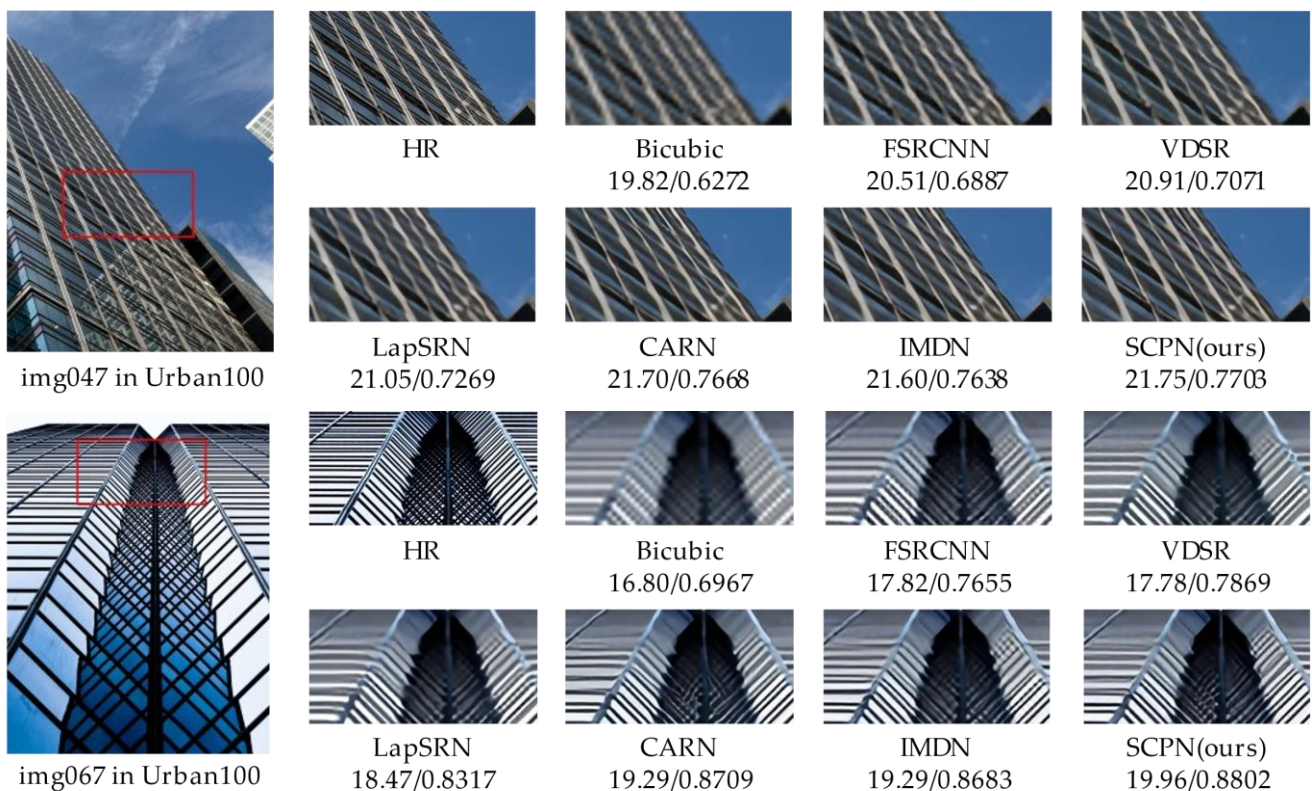 HR
Bicubic
19.82/0.6272
FSRCNN
20.51/0.6887
VDSR
20.91/0.7071
LapSRN
21.05/0.7269
CARN
21.70/0.7668
IMDN
21.60/0.7638
SCPN(ours)
21.75/0.7703
img047 in Urban100
HR
Bicubic
16.80/0.6967
FSRCNN
17.82/0.7655
VDSR
17.78/0.7869
LapSRN
18.47/0.8317
CARN
19.29/0.8709
IMDN
19.29/0.8683
SCPN(ours)
19.96/0.8802
img067 in Urban100